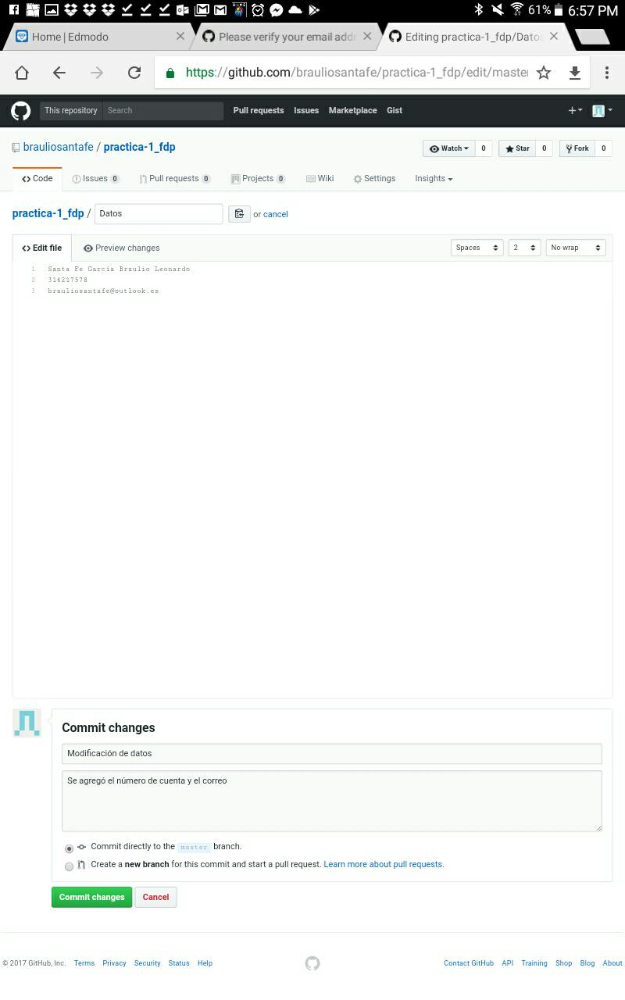 61% 6:57 PM
Home | Edmodo
Please verify your email addr
Editing practica-1_fdp/Datos
https://github.com/brauliosantafe/practica-1_fdp/edit/master
This repository Search Pull requests Issues Marketplace Gist
brauliosantafe / practica-1_fdp
Watch 0 Star 0 Fork 0
Code Issues 0 Pull requests 0 Projects 0 Wiki Settings Insights
practica-1_fdp / Datos or cancel
Edit file Preview changes Spaces 2 No wrap
1 Santa Fe Garcia Braulio Leonardo
2 314217578
3 brauliosantafe@outlook.es
Commit changes
Modificación de datos
Se agregó el número de cuenta y el correo
Commit directly to the master branch.
Create a new branch for this commit and start a pull request. Learn more about pull requests.
Commit changes Cancel
© 2017 GitHub, Inc. Terms Privacy Security Status Help Contact GitHub API Training Shop Blog About